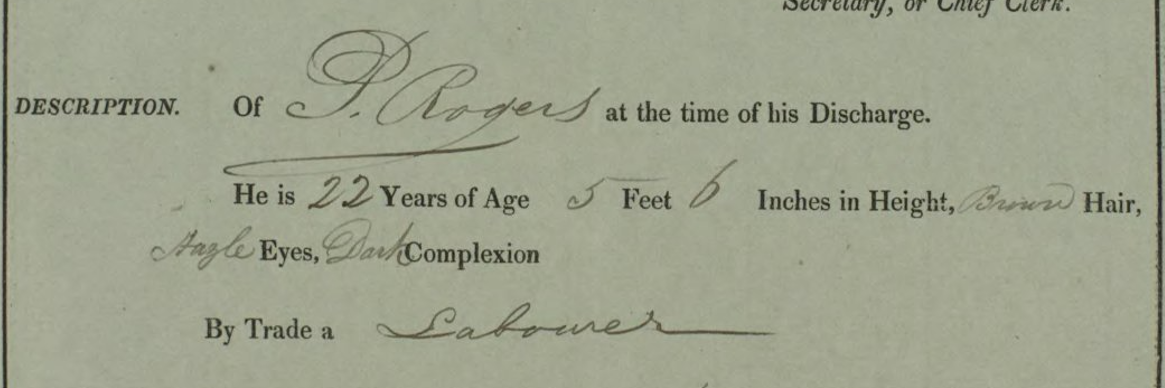 Secretary, or Chief Clerk.
DESCRIPTION. Of P. Rogers at the time of his Discharge.
He is 22 Years of Age 5 Feet 6 Inches in Height, Brown Hair,
Hazle Eyes, Dark Complexion
By Trade a Labourer